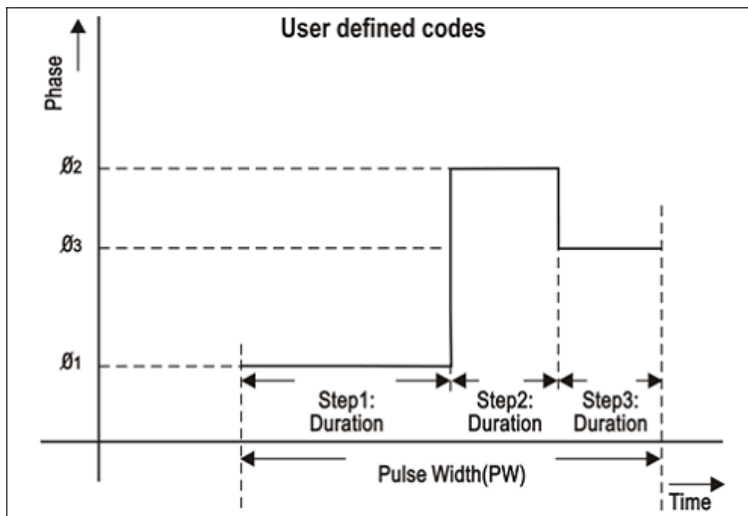 User defined codes
Phase
Ø2
Ø3
Ø1
Step1:
Duration
Step2:
Duration
Step3:
Duration
Pulse Width(PW)
Time